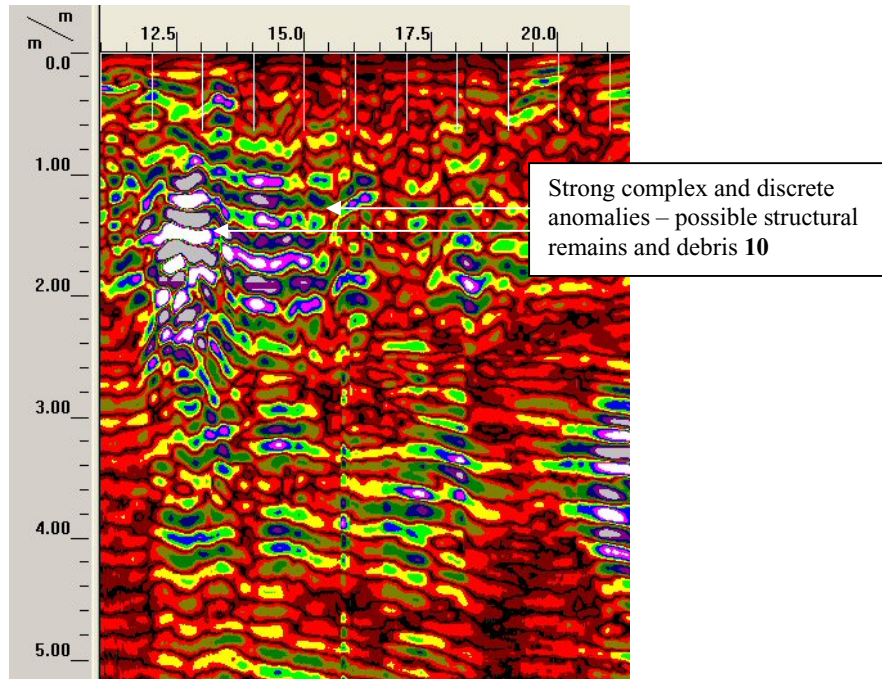 m
12.5 15.0 17.5 20.0
m
0.0
1.00
Strong complex and discrete
anomalies – possible structural
remains and debris 10
2.00
3.00
4.00
5.00